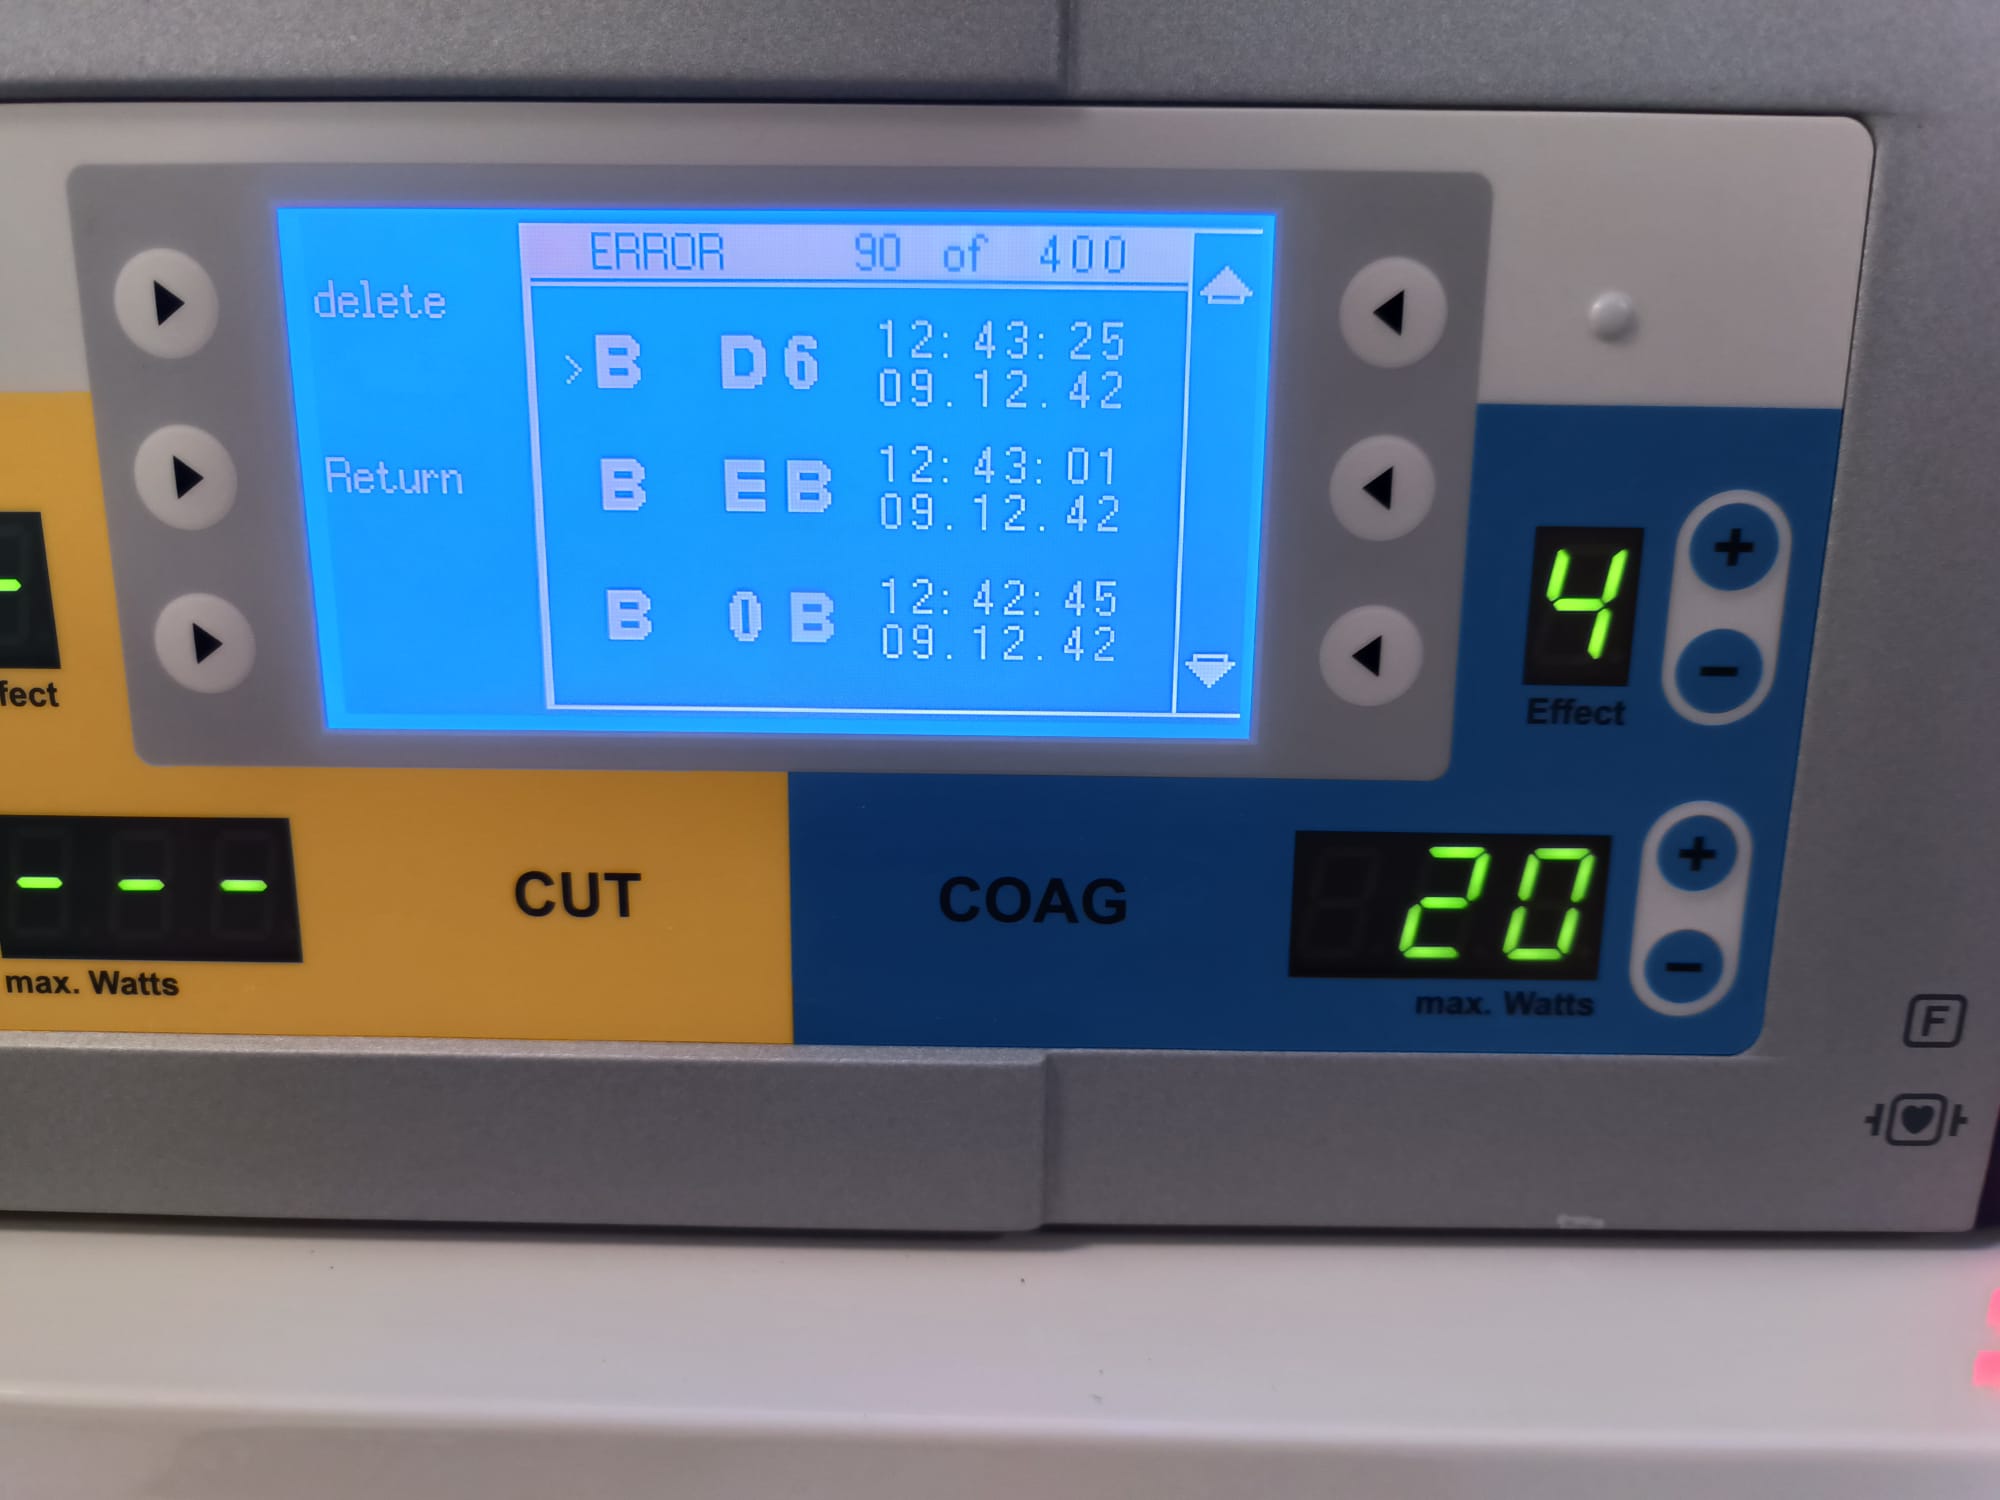 ERROR 90 of 400
delete
>B D6 12:43:25
09.12.42
Return
B EB 12:43:01
09.12.42
B 0B 12:42:45
09.12.42
4
fect
Effect
- - -
CUT
COAG
20
max. Watts
max. Watts
F